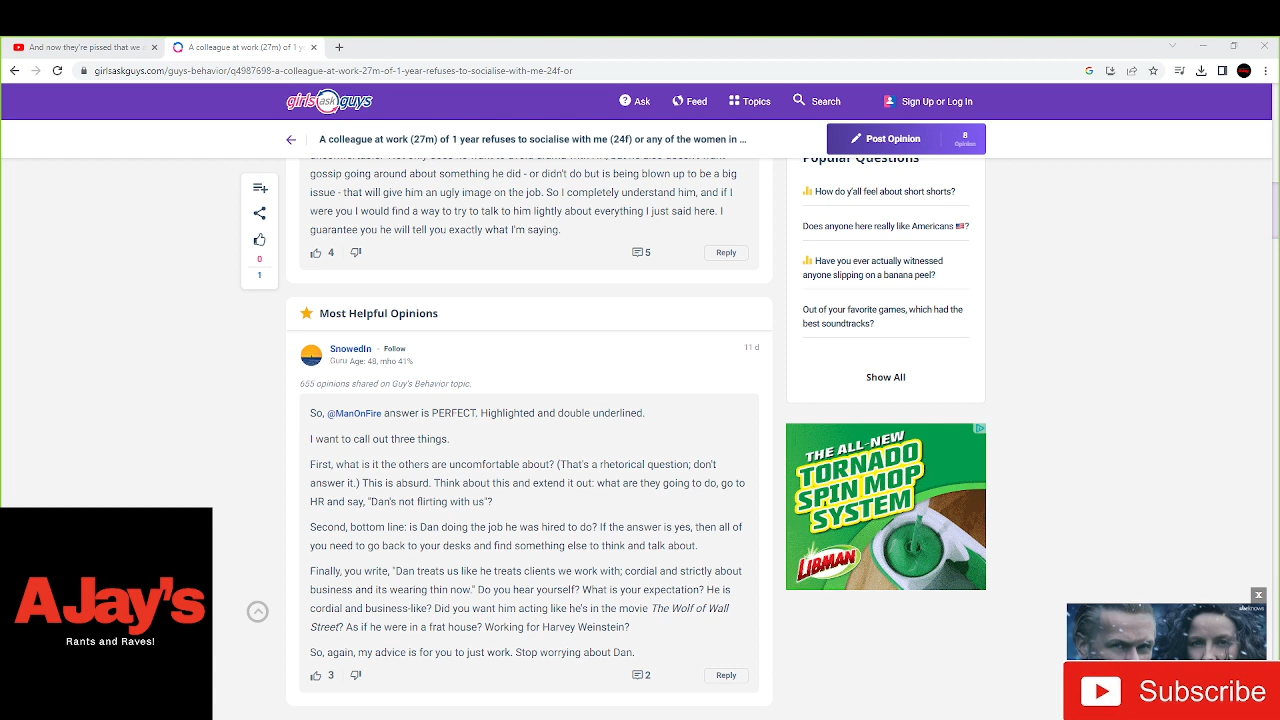 And now they're pissed that we a
A colleague at work (27m) of 1 ye
girlsaskguys.com/guys-behavior/q4987698-a-colleague-at-work-27m-of-1-year-refuses-to-socialise-with-me-24f-or
girls ask guys
Ask
Feed
Topics
Search
Sign Up or Log In
A colleague at work (27m) of 1 year refuses to socialise with me (24f) or any of the women in ...
Post Opinion
8
Opinion
gossip going around about something he did - or didn't do but is being blown up to be a big
issue - that will give him an ugly image on the job. So I completely understand him, and if I
were you I would find a way to try to talk to him lightly about everything I just said here. I
guarantee you he will tell you exactly what I'm saying.
4
5
Reply
0
1
Most Helpful Opinions
SnowedIn
Follow
11 d
Guru Age: 48, mho 41%
655 opinions shared on Guy's Behavior topic.
So, @ManOnFire answer is PERFECT. Highlighted and double underlined.
I want to call out three things.
First, what is it the others are uncomfortable about? (That's a rhetorical question; don't
answer it.) This is absurd. Think about this and extend it out: what are they going to do, go to
HR and say, "Dan's not flirting with us"?
Second, bottom line: is Dan doing the job he was hired to do? If the answer is yes, then all of
you need to go back to your desks and find something else to think and talk about.
Finally, you write, "Dan treats us like he treats clients we work with; cordial and strictly about
business and its wearing thin now." Do you hear yourself? What is your expectation? He is
cordial and business-like? Did you want him acting like he's in the movie The Wolf of Wall
Street? As if he were in a frat house? Working for Harvey Weinstein?
So, again, my advice is for you to just work. Stop worrying about Dan.
3
2
Reply
Popular Questions
How do y'all feel about short shorts?
Does anyone here really like Americans 🇺🇸?
Have you ever actually witnessed
anyone slipping on a banana peel?
Out of your favorite games, which had the
best soundtracks?
Show All
THE ALL-NEW
TORNADO
SPIN MOP
SYSTEM
LIBMAN
AJay's
Rants and Raves!
x
Subscribe